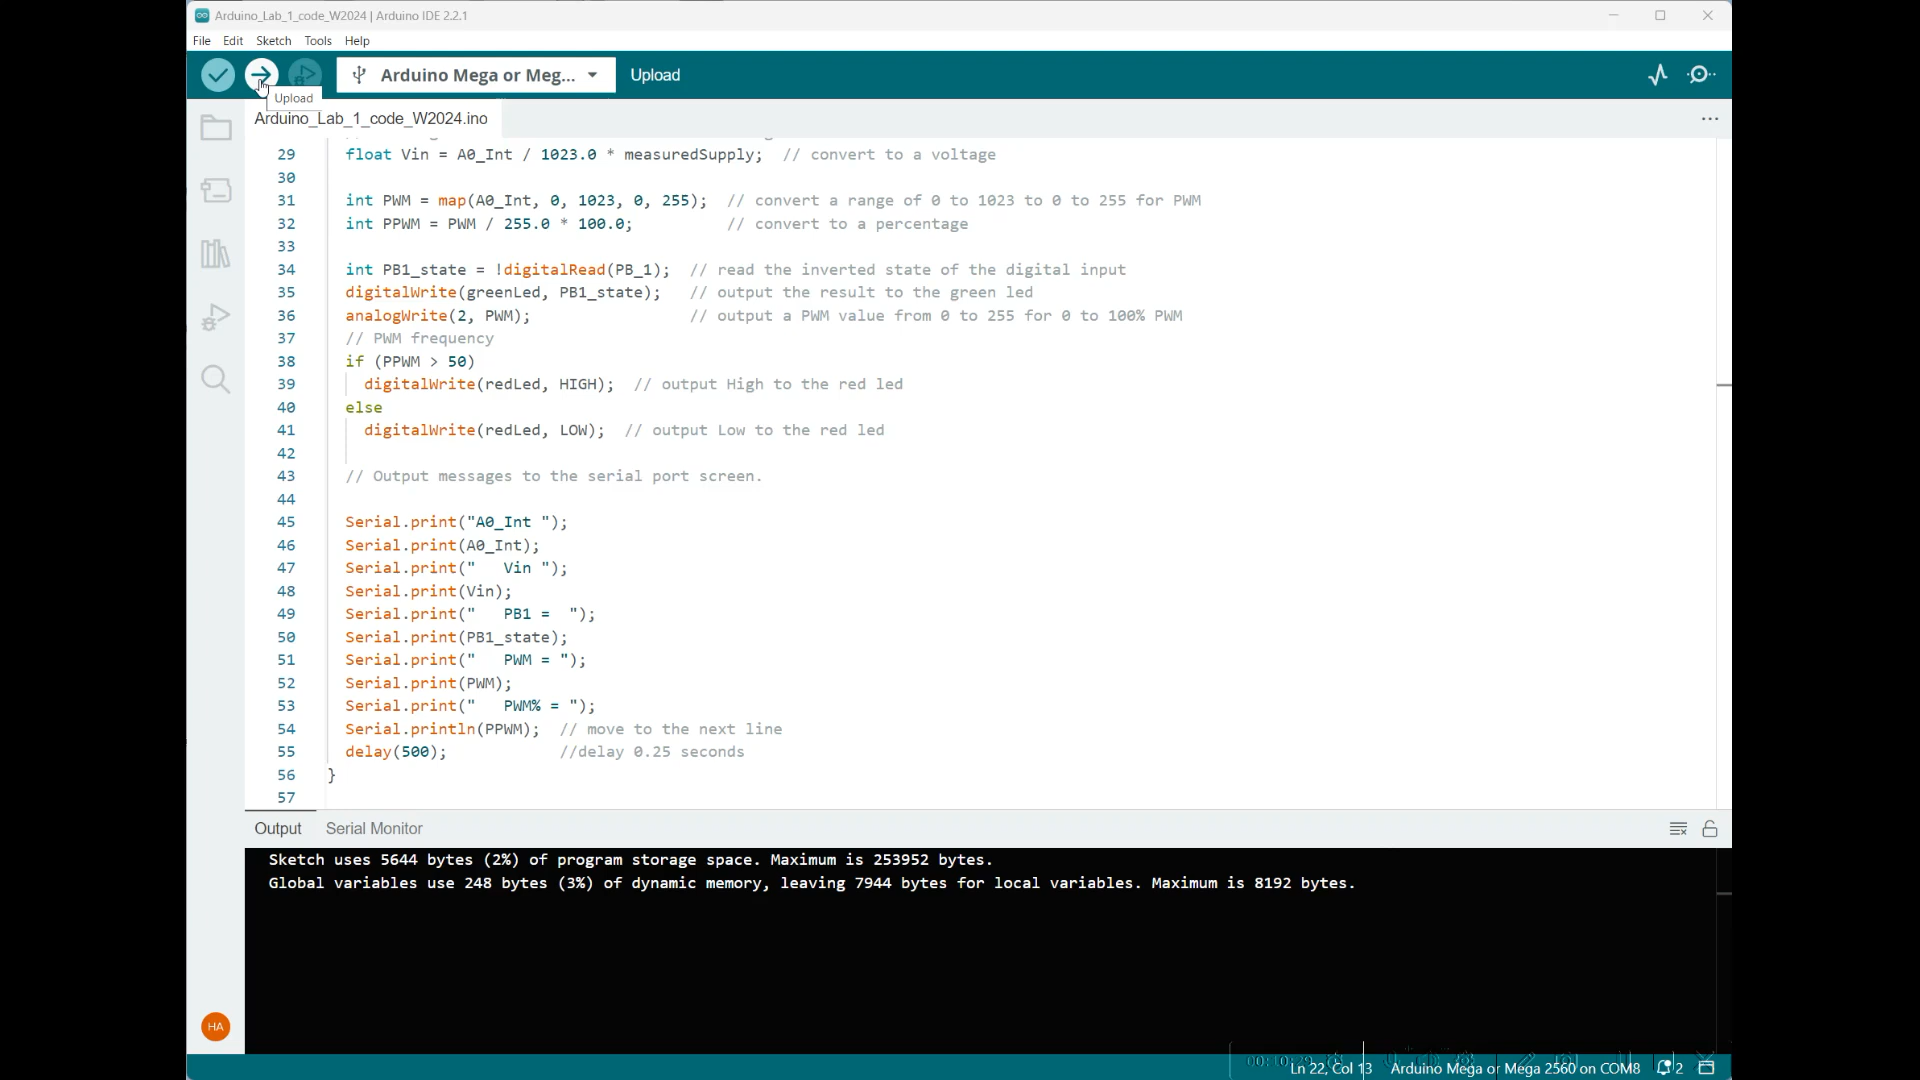 Arduino_Lab_1_code_W2024 | Arduino IDE 2.2.1
File Edit Sketch Tools Help
Arduino Mega or Meg... Upload
Upload
Arduino_Lab_1_code_W2024.ino
29 float Vin = A0_Int / 1023.0 * measuredSupply; // convert to a voltage
30
31 int PWM = map(A0_Int, 0, 1023, 0, 255); // convert a range of 0 to 1023 to 0 to 255 for PWM
32 int PPWM = PWM / 255.0 * 100.0; // convert to a percentage
33
34 int PB1_state = !digitalRead(PB_1); // read the inverted state of the digital input
35 digitalWrite(greenLed, PB1_state); // output the result to the green led
36 analogWrite(2, PWM); // output a PWM value from 0 to 255 for 0 to 100% PWM
37 // PWM frequency
38 if (PPWM > 50)
39 digitalWrite(redLed, HIGH); // output High to the red led
40 else
41 digitalWrite(redLed, LOW); // output Low to the red led
42
43 // Output messages to the serial port screen.
44
45 Serial.print("A0_Int ");
46 Serial.print(A0_Int);
47 Serial.print("   Vin ");
48 Serial.print(Vin);
49 Serial.print("   PB1 =  ");
50 Serial.print(PB1_state);
51 Serial.print("   PWM = ");
52 Serial.print(PWM);
53 Serial.print("   PWM% = ");
54 Serial.println(PPWM); // move to the next line
55 delay(500); //delay 0.25 seconds
56 }
57
Output Serial Monitor
Sketch uses 5644 bytes (2%) of program storage space. Maximum is 253952 bytes.
Global variables use 248 bytes (3%) of dynamic memory, leaving 7944 bytes for local variables. Maximum is 8192 bytes.
HA
Ln 22, Col 13 Arduino Mega or Mega 2560 on COM8 2